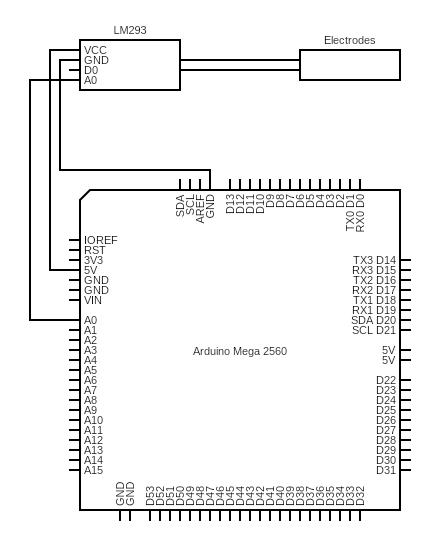 LM293
Electrodes
VCC
GND
D0
A0
SDA
SCL
AREF
GND
D13
D12
D11
D10
D9
D8
D7
D6
D5
D4
D3
D2
TX0 D1
RX0 D0
IOREF
RST
3V3
5V
GND
GND
VIN
A0
A1
A2
A3
A4
A5
A6
A7
A8
A9
A10
A11
A12
A13
A14
A15
Arduino Mega 2560
TX3 D14
RX3 D15
TX2 D16
RX2 D17
TX1 D18
RX1 D19
SDA D20
SCL D21
5V
5V
D22
D23
D24
D25
D26
D27
D28
D29
D30
D31
GND
GND
D53
D52
D51
D50
D49
D48
D47
D46
D45
D44
D43
D42
D41
D40
D39
D38
D37
D36
D35
D34
D33
D32